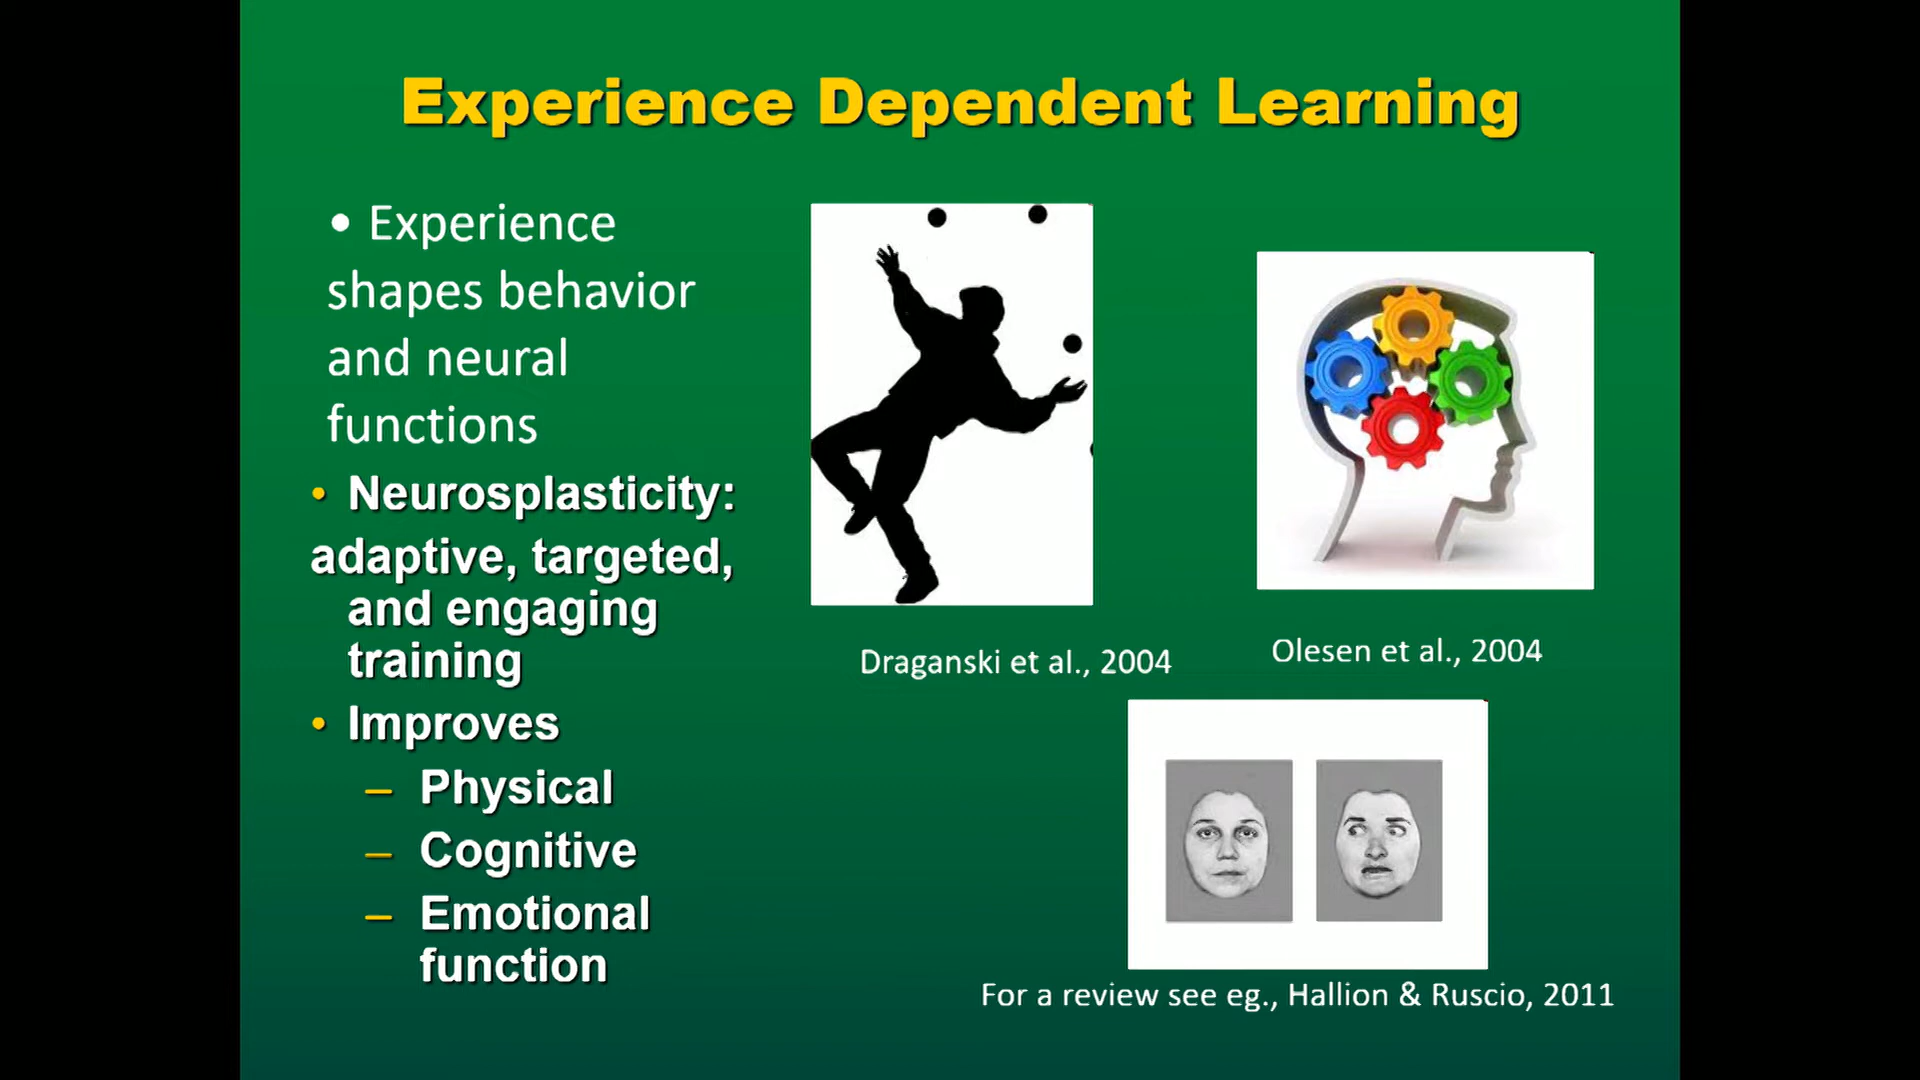 Experience Dependent Learning
• Experience
shapes behavior
and neural
functions
• Neurosplasticity:
adaptive, targeted,
and engaging
training
• Improves
– Physical
– Cognitive
– Emotional
function
Draganski et al., 2004
Olesen et al., 2004
For a review see eg., Hallion & Ruscio, 2011